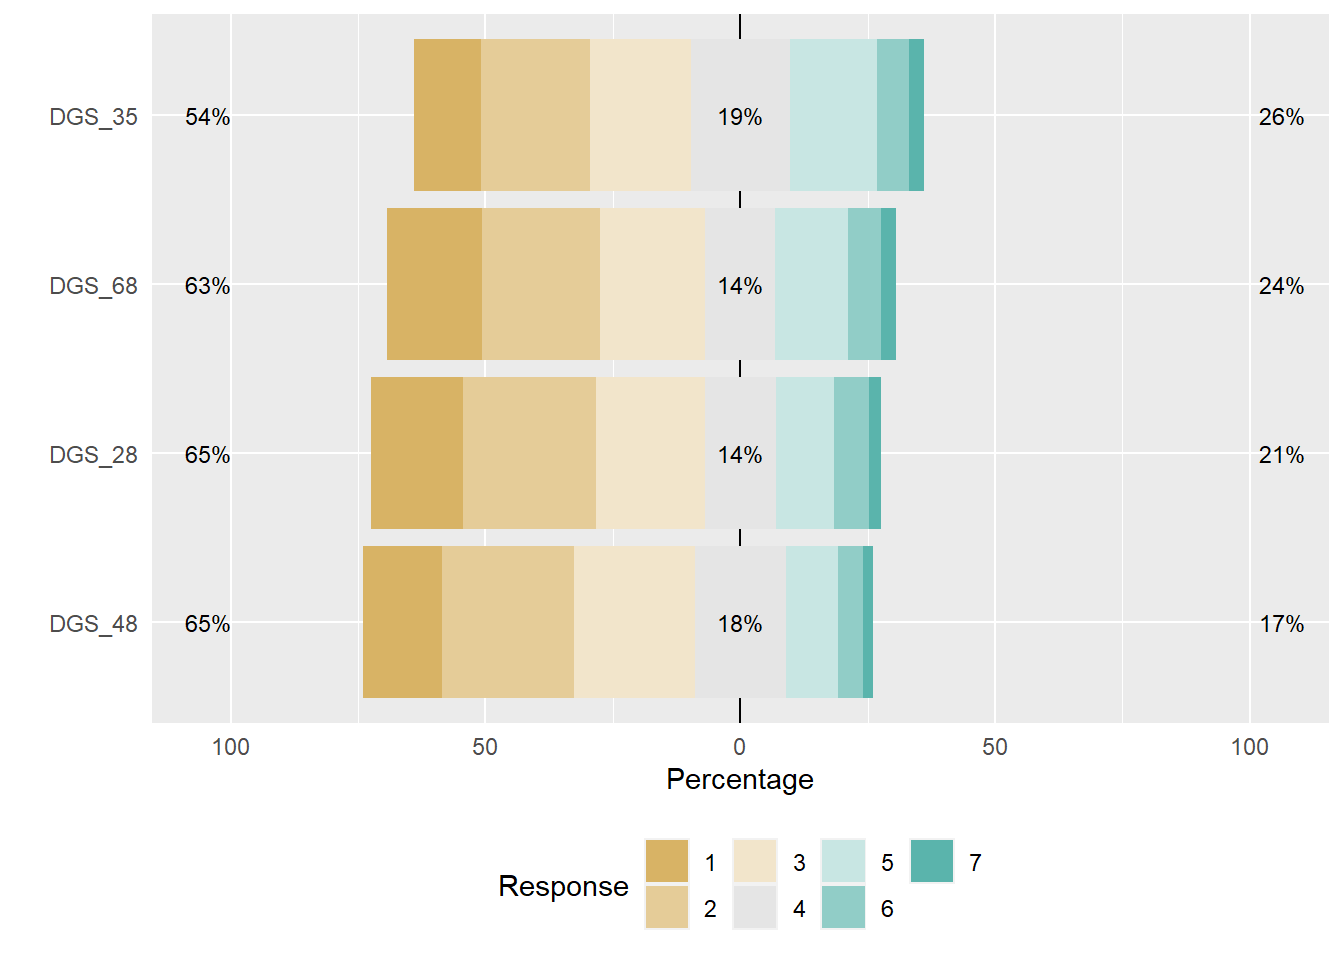 DGS_35 54% 19% 26%
DGS_68 63% 14% 24%
DGS_28 65% 14% 21%
DGS_48 65% 18% 17%
100 50 0 50 100
Percentage
Response
1 3 5 7
2 4 6